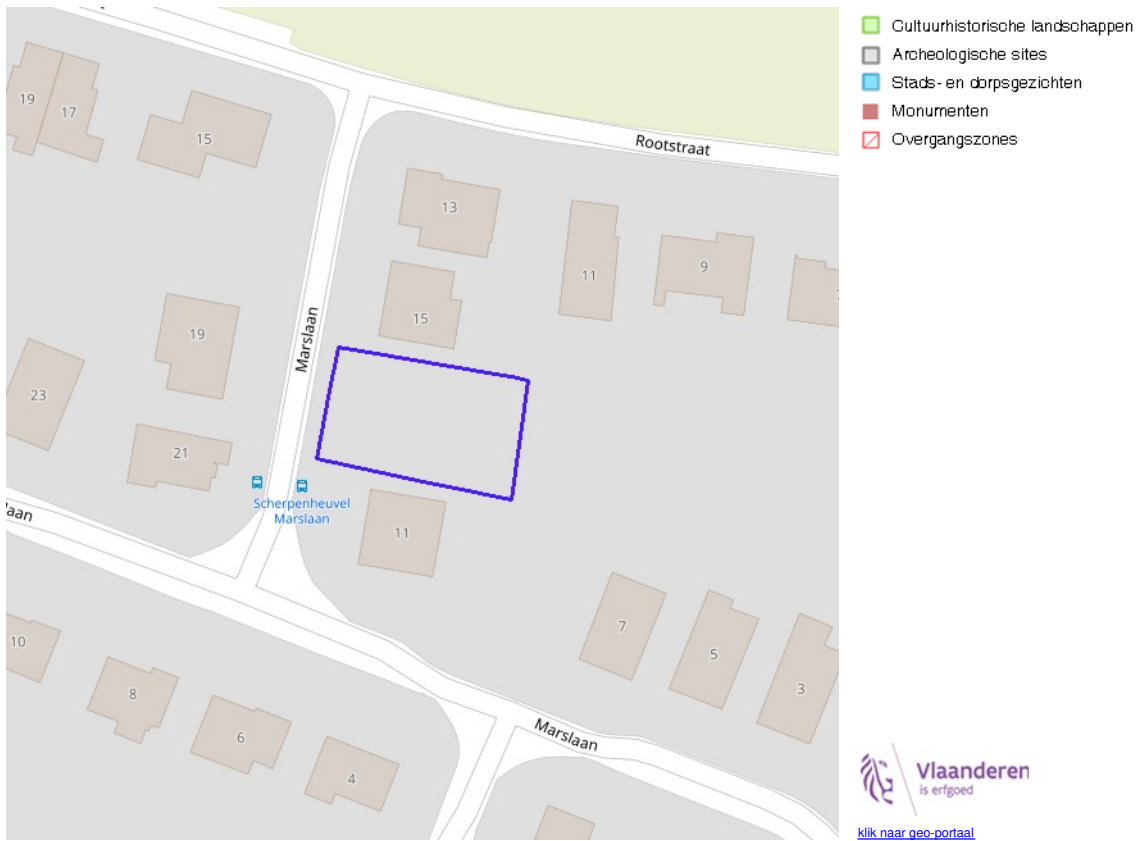 Cultuurhistorische landschappen
Archeologische sites
Stads- en dorpsgezichten
Monumenten
Overgangszones
19
17
15
Rootstraat
13
11
9
15
Marslaan
19
23
21
Scherpenheuvel
Marslaan
11
7
5
3
10
8
6
4
Marslaan
Vlaanderen
is erfgoed
klik naar geo-portaal